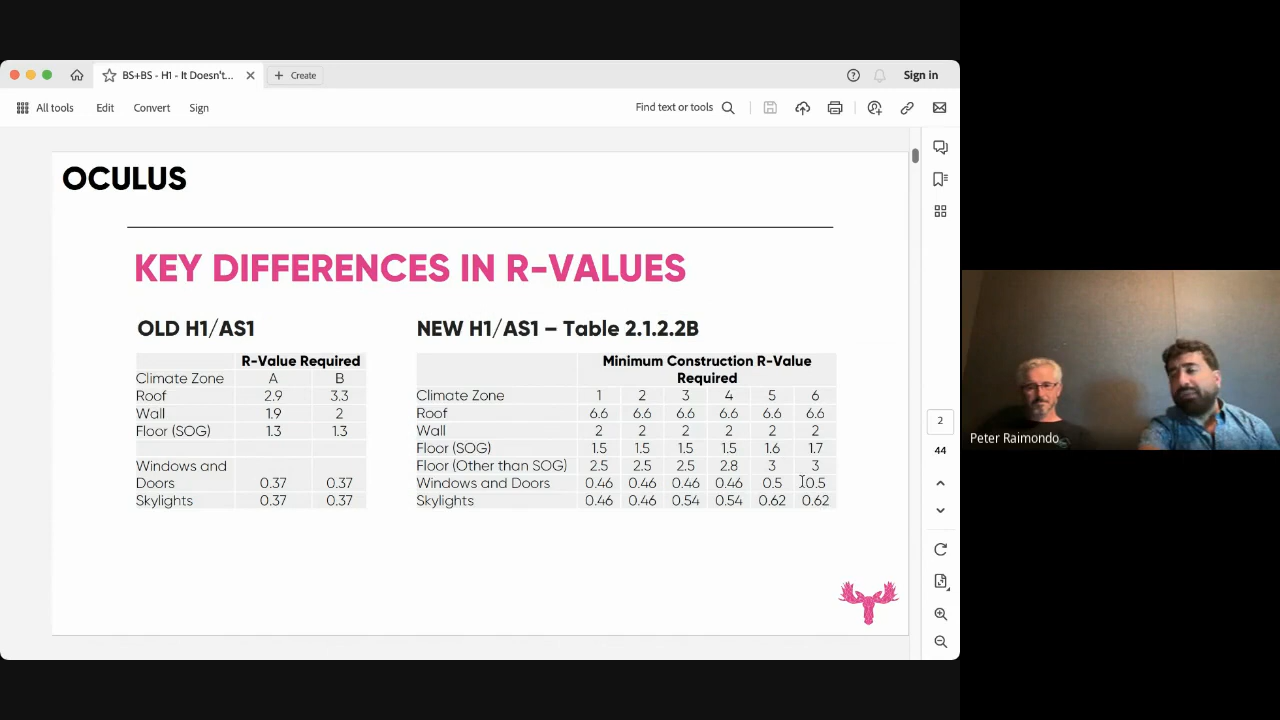 BS+BS - H1 - It Doesn't...
Create
Sign in
All tools
Edit
Convert
Sign
Find text or tools
OCULUS
KEY DIFFERENCES IN R-VALUES
OLD H1/AS1
R-Value Required
Climate Zone A B
Roof 2.9 3.3
Wall 1.9 2
Floor (SOG) 1.3 1.3
Windows and
Doors 0.37 0.37
Skylights 0.37 0.37
NEW H1/AS1 – Table 2.1.2.2B
Minimum Construction R-Value
Required
Climate Zone 1 2 3 4 5 6
Roof 6.6 6.6 6.6 6.6 6.6 6.6
Wall 2 2 2 2 2 2
Floor (SOG) 1.5 1.5 1.5 1.5 1.6 1.7
Floor (Other than SOG) 2.5 2.5 2.5 2.8 3 3
Windows and Doors 0.46 0.46 0.46 0.46 0.5 0.5
Skylights 0.46 0.46 0.54 0.54 0.62 0.62
2
44
Peter Raimondo